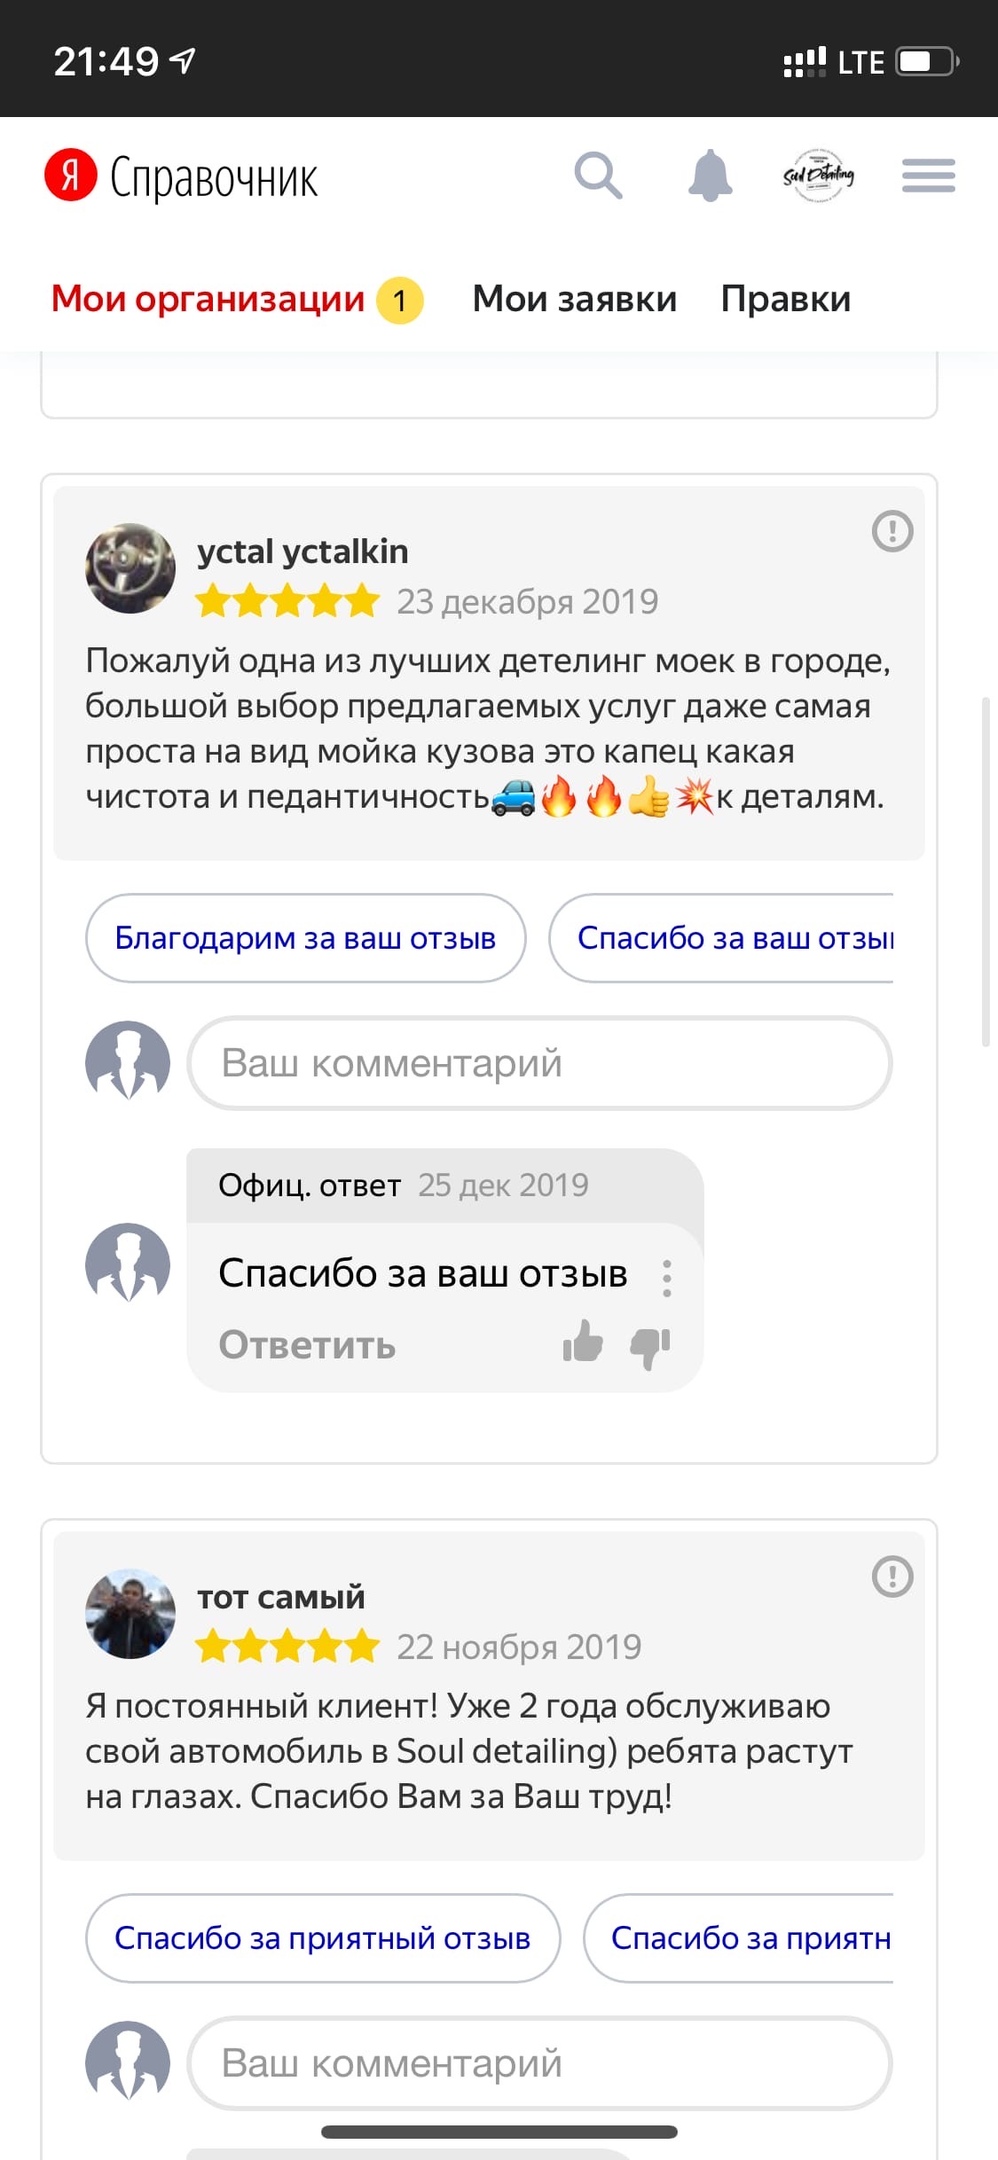 21:49
LTE
Я Справочник
Soul Detailing
Мои организации 1 Мои заявки Правки
yctal yctalkin
23 декабря 2019
Пожалуй одна из лучших детелинг моек в городе,
большой выбор предлагаемых услуг даже самая
проста на вид мойка кузова это капец какая
чистота и педантичность🚙🔥🔥👍💥к деталям.
Благодарим за ваш отзыв
Спасибо за ваш отзы
Ваш комментарий
Офиц. ответ 25 дек 2019
Спасибо за ваш отзыв
Ответить
тот самый
22 ноября 2019
Я постоянный клиент! Уже 2 года обслуживаю
свой автомобиль в Soul detailing) ребята растут
на глазах. Спасибо Вам за Ваш труд!
Спасибо за приятный отзыв
Спасибо за приятн
Ваш комментарий